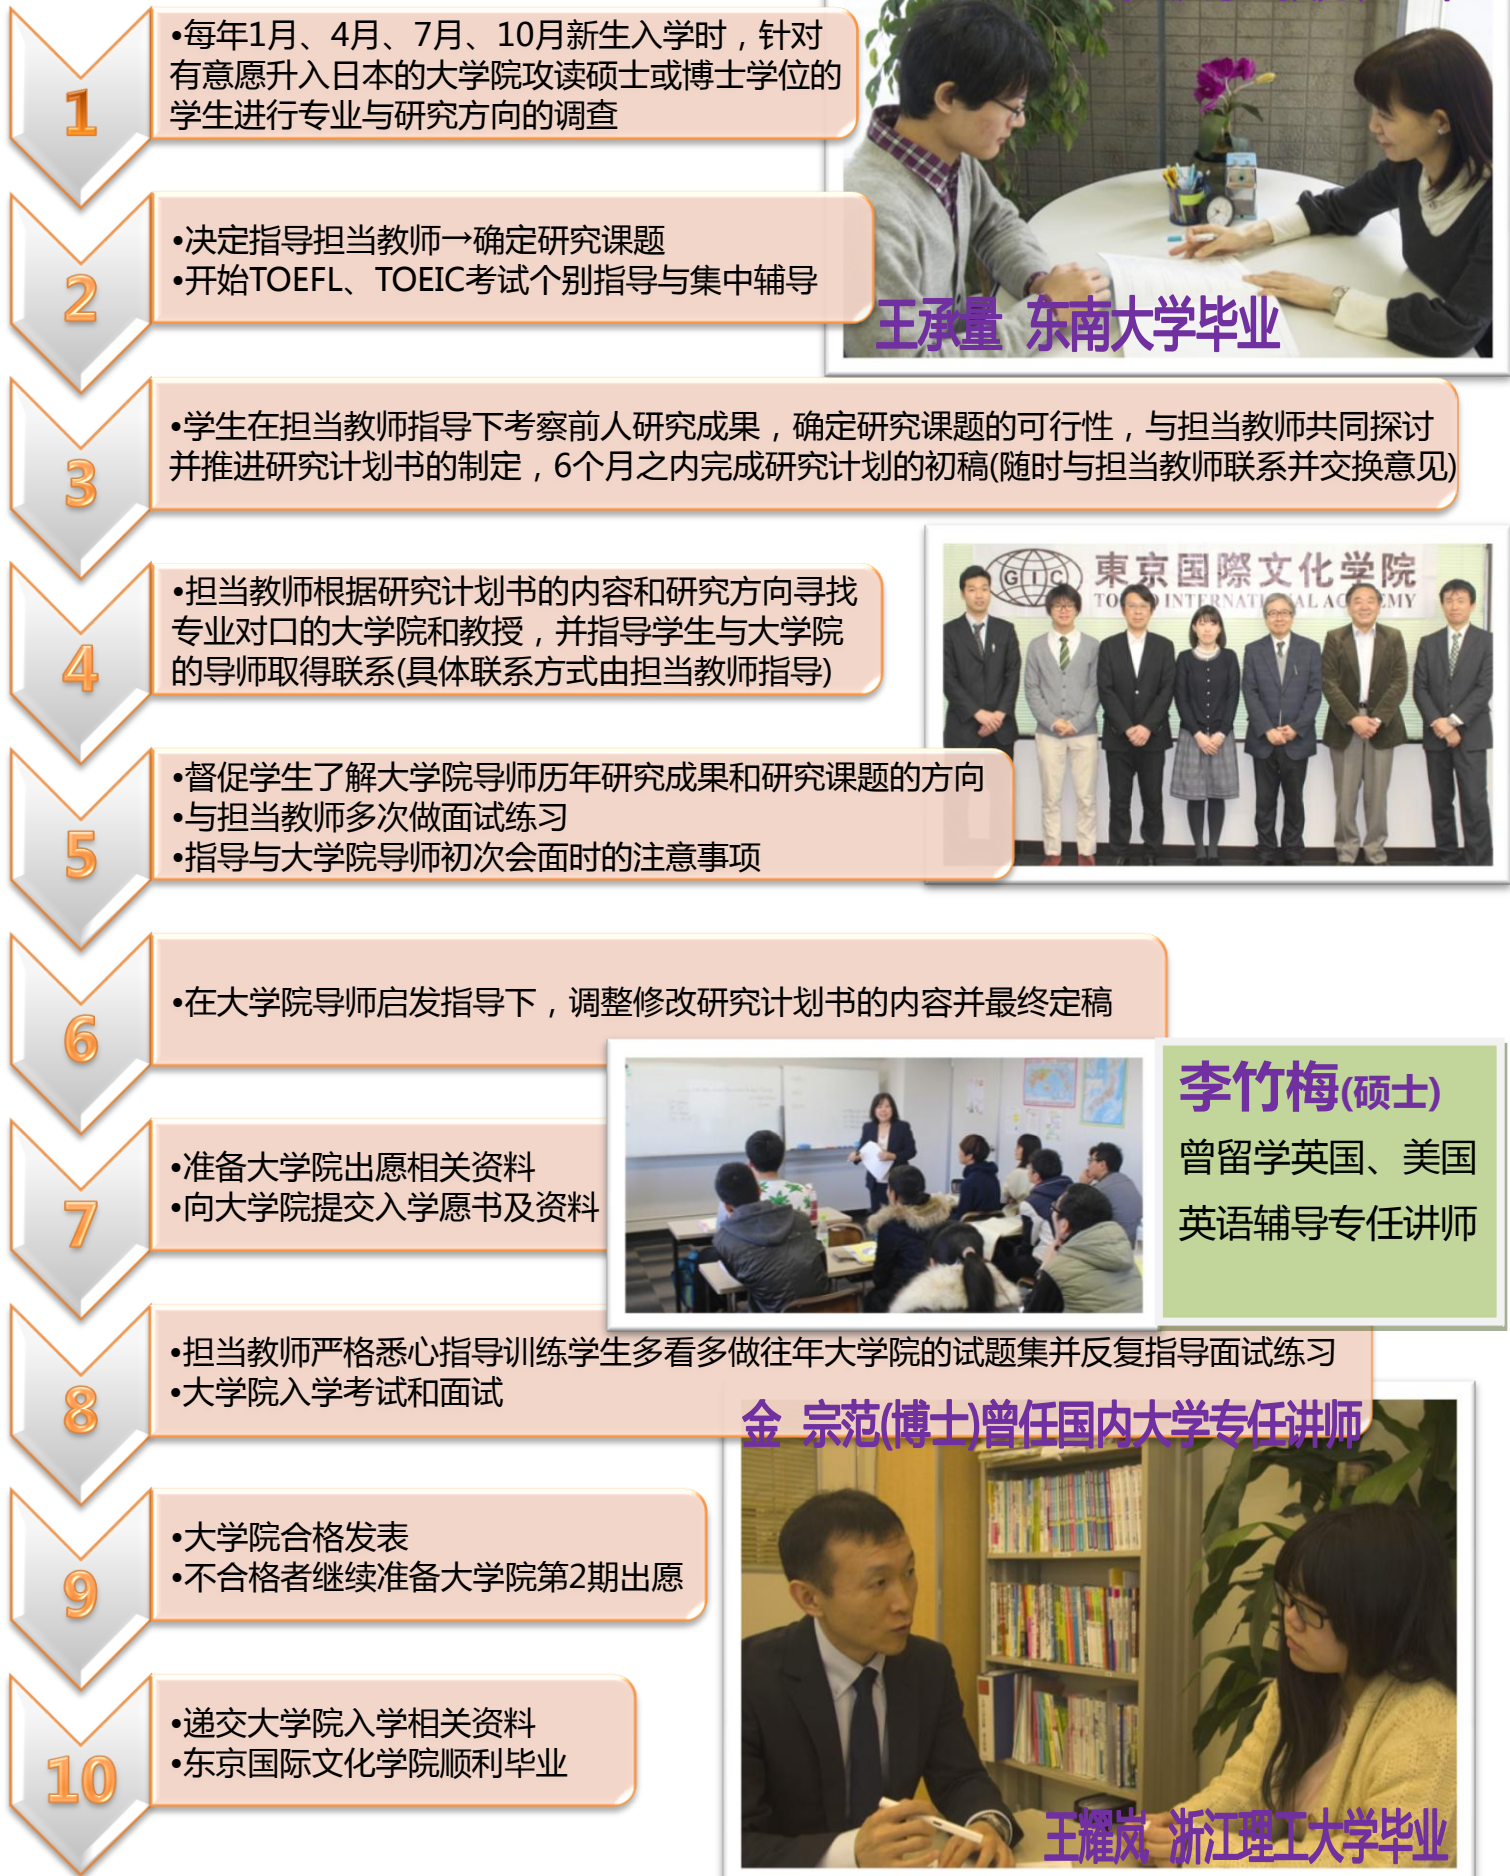 1
•每年1月、4月、7月、10月新生入学时，针对
有意愿升入日本的大学院攻读硕士或博士学位的
学生进行专业与研究方向的调查
2
•决定指导担当教师→确定研究课题
•开始TOEFL、TOEIC考试个别指导与集中辅导
王承量 东南大学毕业
3
•学生在担当教师指导下考察前人研究成果，确定研究课题的可行性，与担当教师共同探讨
并推进研究计划书的制定，6个月之内完成研究计划的初稿(随时与担当教师联系并交换意见)
4
•担当教师根据研究计划书的内容和研究方向寻找
专业对口的大学院和教授，并指导学生与大学院
的导师取得联系(具体联系方式由担当教师指导)
GIC
東京国際文化学院
INTERNATIONAL
5
•督促学生了解大学院导师历年研究成果和研究课题的方向
•与担当教师多次做面试练习
•指导与大学院导师初次会面时的注意事项
6
•在大学院导师启发指导下，调整修改研究计划书的内容并最终定稿
李竹梅(硕士)
曾留学英国、美国
英语辅导专任讲师
7
•准备大学院出愿相关资料
•向大学院提交入学愿书及资料
8
•担当教师严格悉心指导训练学生多看多做往年大学院的试题集并反复指导面试练习
•大学院入学考试和面试
金 宗范(博士)曾任国内大学专任讲师
9
•大学院合格发表
•不合格者继续准备大学院第2期出愿
10
•递交大学院入学相关资料
•东京国际文化学院顺利毕业
王耀岚 浙江理工大学毕业